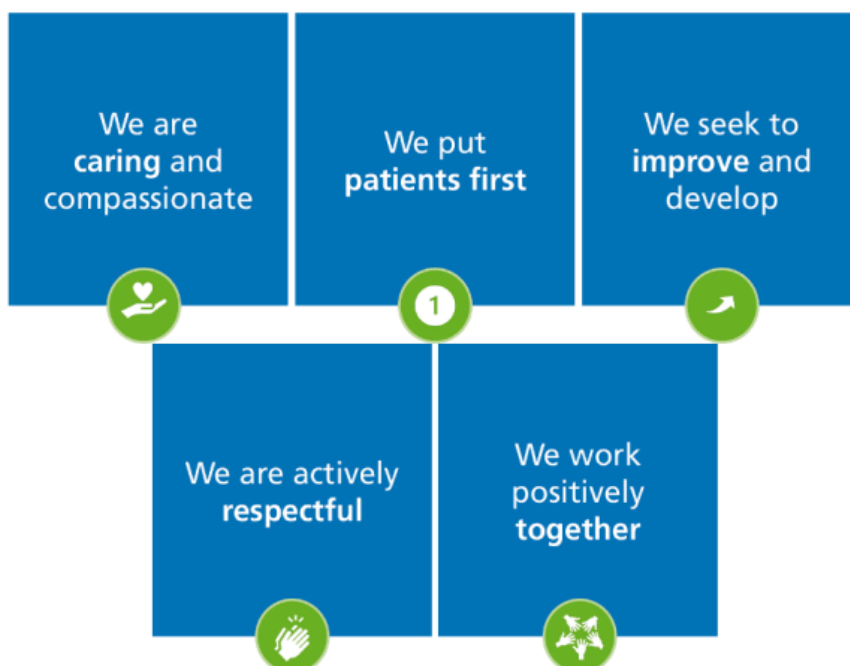 We are
caring and
compassionate
We put
patients first
1
We seek to
improve and
develop
We are actively
respectful
We work
positively
together